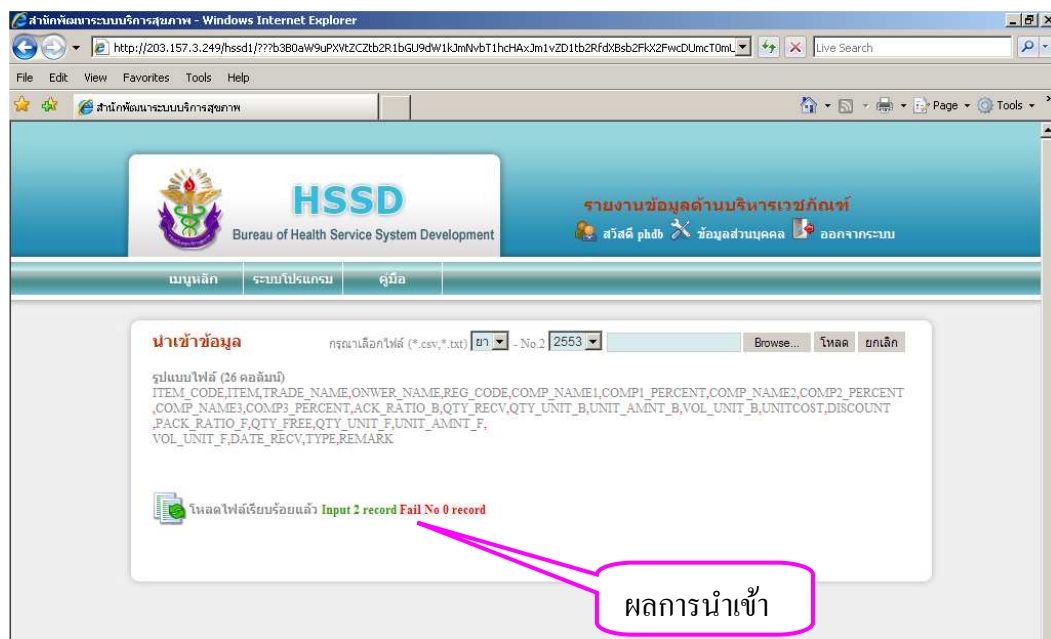 สำนักพัฒนาระบบบริการสุขภาพ - Windows Internet Explorer
Live Search
File Edit View Favorites Tools Help
สำนักพัฒนาระบบบริการสุขภาพ
Page Tools
HSSD
Bureau of Health Service System Development
รายงานข้อมูลด้านบริหารเวชภัณฑ์
สวัสดี phdb ข้อมูลส่วนบุคคล ออกจากระบบ
เมนูหลัก ระบบโปรแกรม คู่มือ
นำเข้าข้อมูล กรุณาเลือกไฟล์ (*.csv,*.txt) ยา - No.2 2553 Browse... โหลด ยกเลิก
รูปแบบไฟล์ (26 คอลัมน์)
ITEM_CODE,ITEM,TRADE_NAME,ONWER_NAME,REG_CODE,COMP_NAME1,COMP1_PERCENT,COMP_NAME2,COMP2_PERCENT
,COMP_NAME3,COMP3_PERCENT,ACK_RATIO_B,QTY_RECV,QTY_UNIT_B,UNIT_AMNT_B,VOL_UNIT_B,UNITCOST,DISCOUNT
,PACK_RATIO_F,QTY_FREE,QTY_UNIT_F,UNIT_AMNT_F,
VOL_UNIT_F,DATE_RECV,TYPE,REMARK
โหลดไฟล์เรียบร้อยแล้ว Input 2 record Fail No 0 record
ผลการนำเข้า